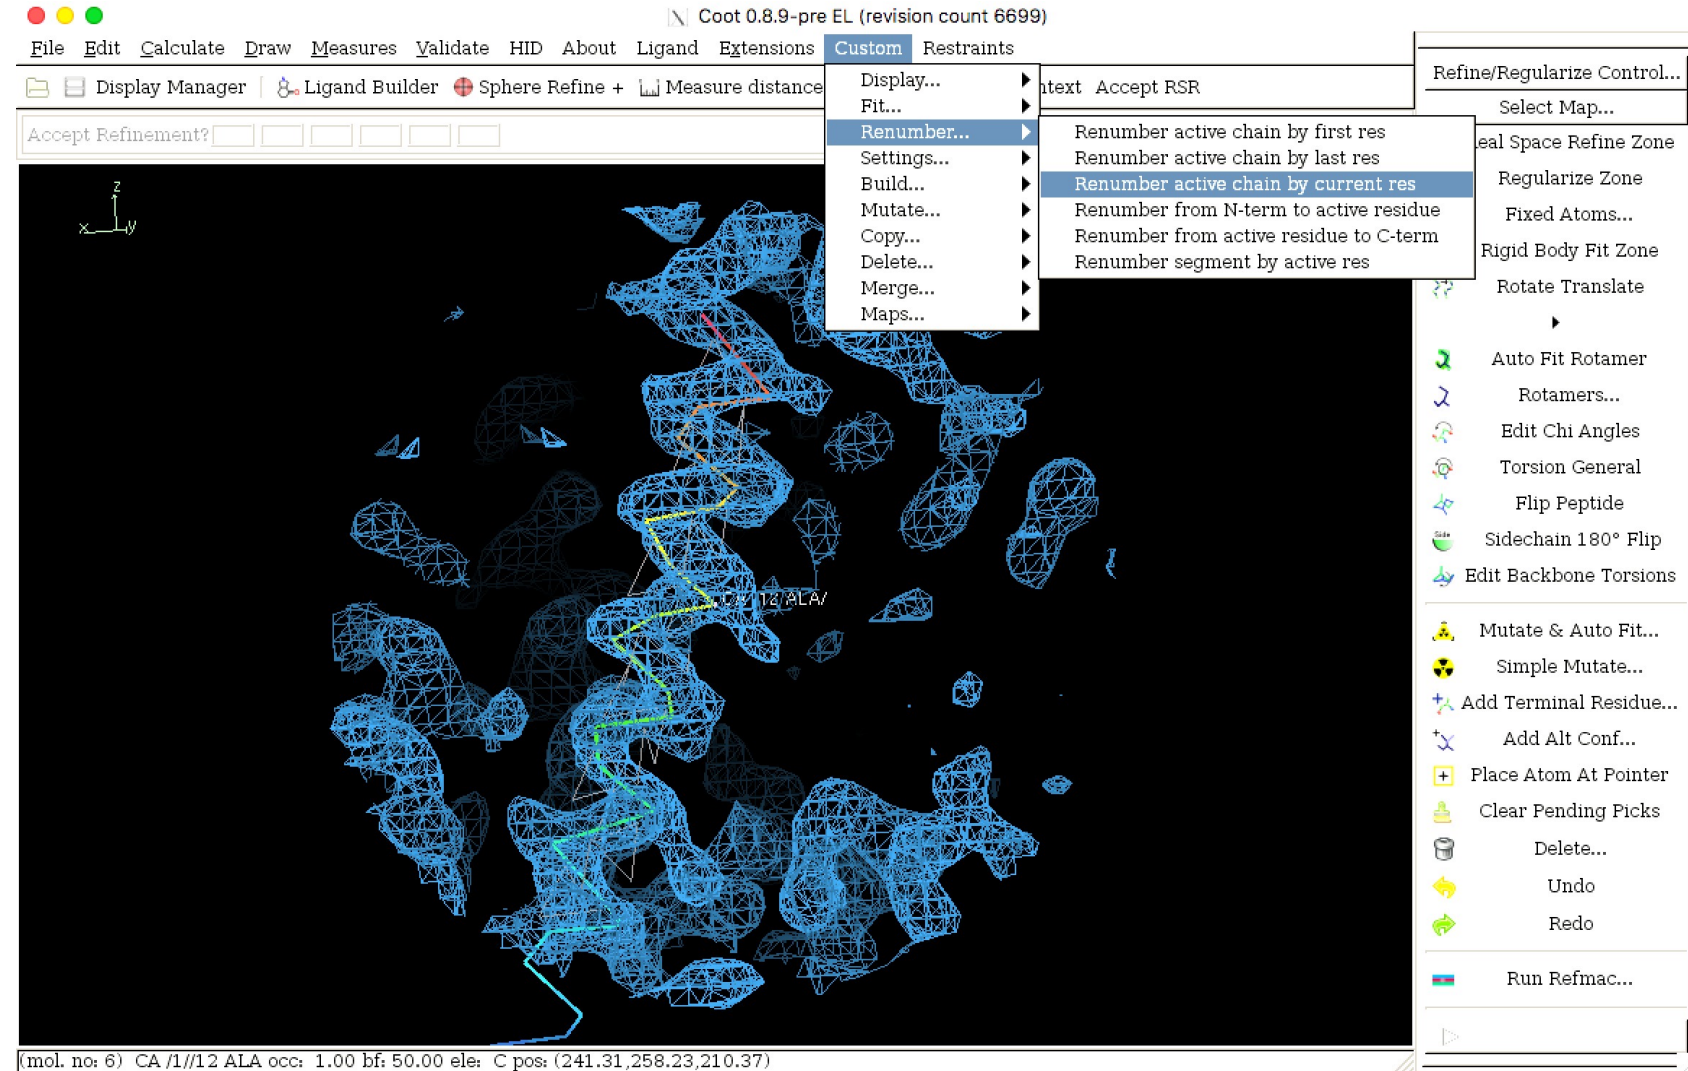 Coot 0.8.9-pre EL (revision count 6699)
File Edit Calculate Draw Measures Validate HID About Ligand Extensions Custom Restraints
Display Manager Ligand Builder Sphere Refine + Measure distance Accept RSR
Accept Refinement?
Display...
Fit...
Renumber...
Settings...
Build...
Mutate...
Copy...
Delete...
Merge...
Maps...
Renumber active chain by first res
Renumber active chain by last res
Renumber active chain by current res
Renumber from N-term to active residue
Renumber from active residue to C-term
Renumber segment by active res
Refine/Regularize Control...
Select Map...
eal Space Refine Zone
Regularize Zone
Fixed Atoms...
Rigid Body Fit Zone
Rotate Translate
Auto Fit Rotamer
Rotamers...
Edit Chi Angles
Torsion General
Flip Peptide
Side
Sidechain 180° Flip
Edit Backbone Torsions
Mutate & Auto Fit...
Simple Mutate...
Add Terminal Residue...
Add Alt Conf...
Place Atom At Pointer
Clear Pending Picks
Delete...
Undo
Redo
Run Refmac...
z
x y
12 ALA/
(mol. no: 6) CA /1//12 ALA occ: 1.00 bf: 50.00 ele: C pos: (241.31,258.23,210.37)